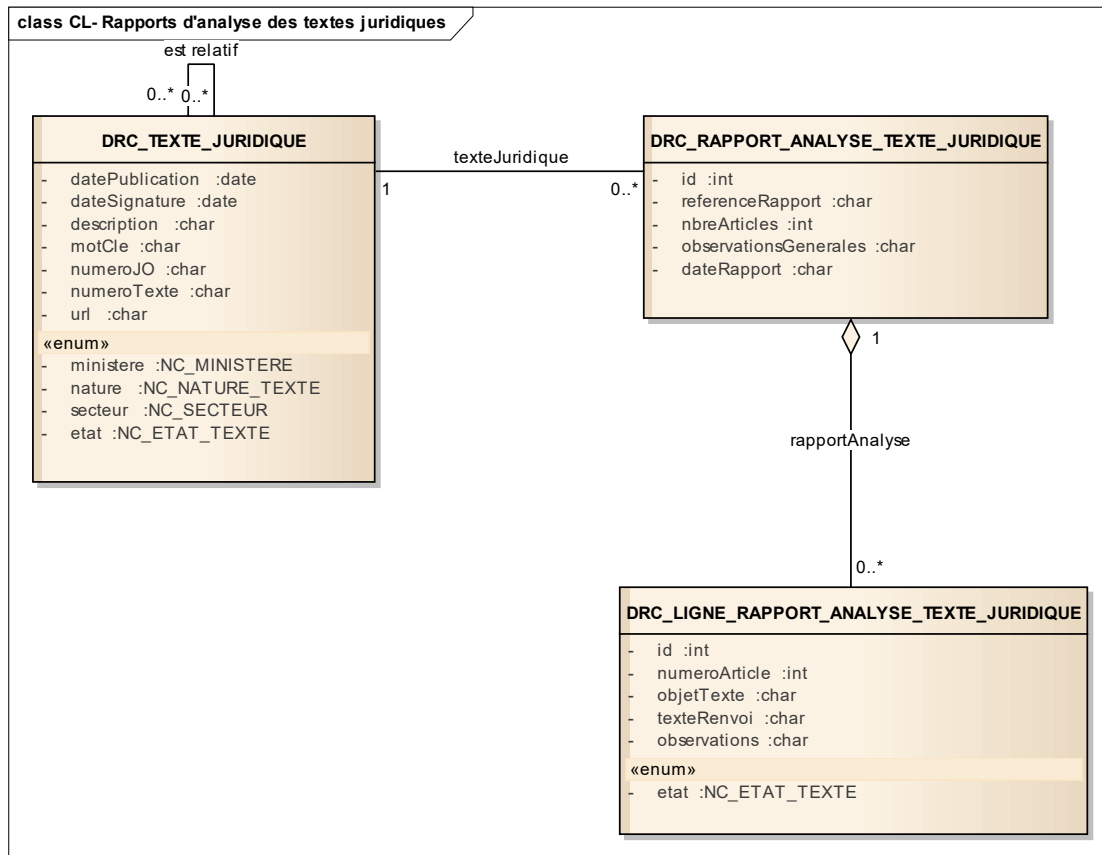 class CL- Rapports d'analyse des textes juridiques
est relatif
0..* 0..*
DRC_TEXTE_JURIDIQUE
- datePublication :date
- dateSignature :date
- description :char
- motCle :char
- numeroJO :char
- numeroTexte :char
- url :char
«enum»
- ministere :NC_MINISTERE
- nature :NC_NATURE_TEXTE
- secteur :NC_SECTEUR
- etat :NC_ETAT_TEXTE
texteJuridique
1
0..*
DRC_RAPPORT_ANALYSE_TEXTE_JURIDIQUE
- id :int
- referenceRapport :char
- nbreArticles :int
- observationsGenerales :char
- dateRapport :char
1
rapportAnalyse
0..*
DRC_LIGNE_RAPPORT_ANALYSE_TEXTE_JURIDIQUE
- id :int
- numeroArticle :int
- objetTexte :char
- texteRenvoi :char
- observations :char
«enum»
- etat :NC_ETAT_TEXTE